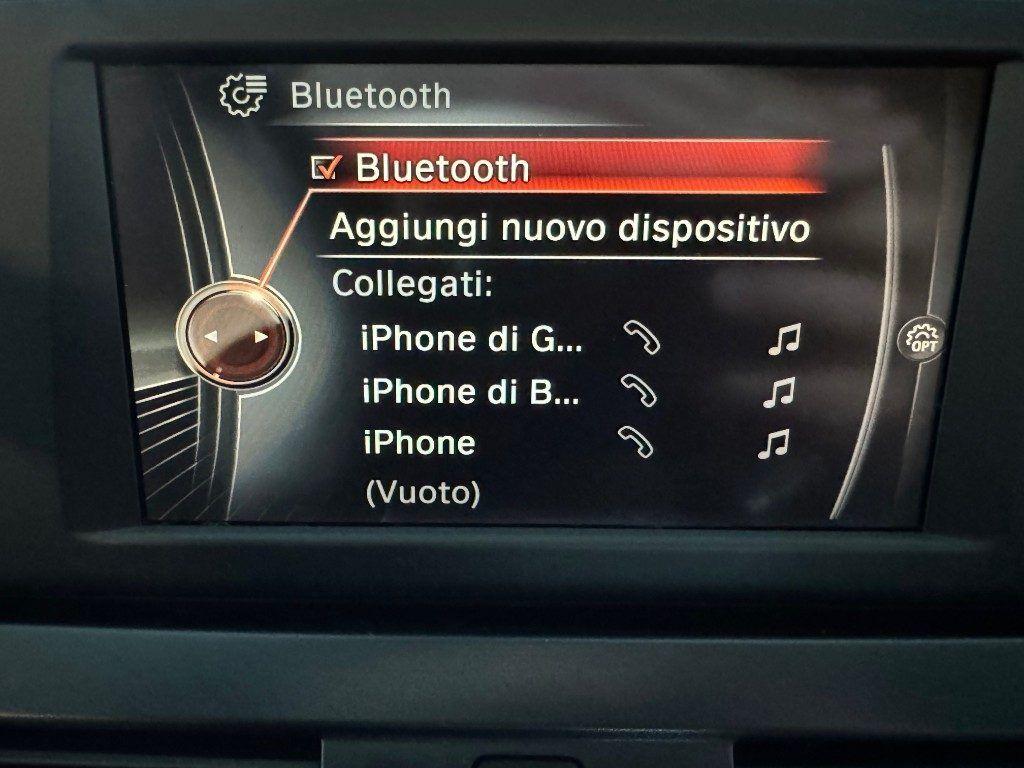 Bluetooth
Bluetooth
Aggiungi nuovo dispositivo
Collegati:
iPhone di G...
iPhone di B...
OPT
iPhone
(Vuoto)